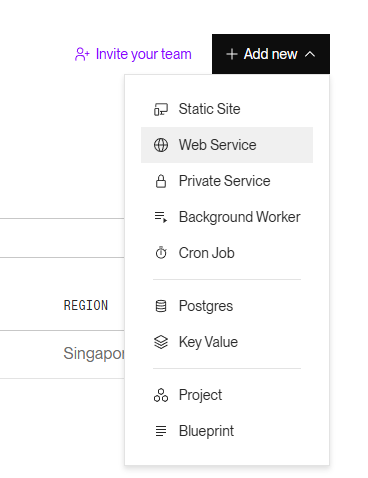 Invite your team
Add new
Static Site
Web Service
Private Service
Background Worker
Cron Job
REGION
Postgres
Key Value
Project
Blueprint